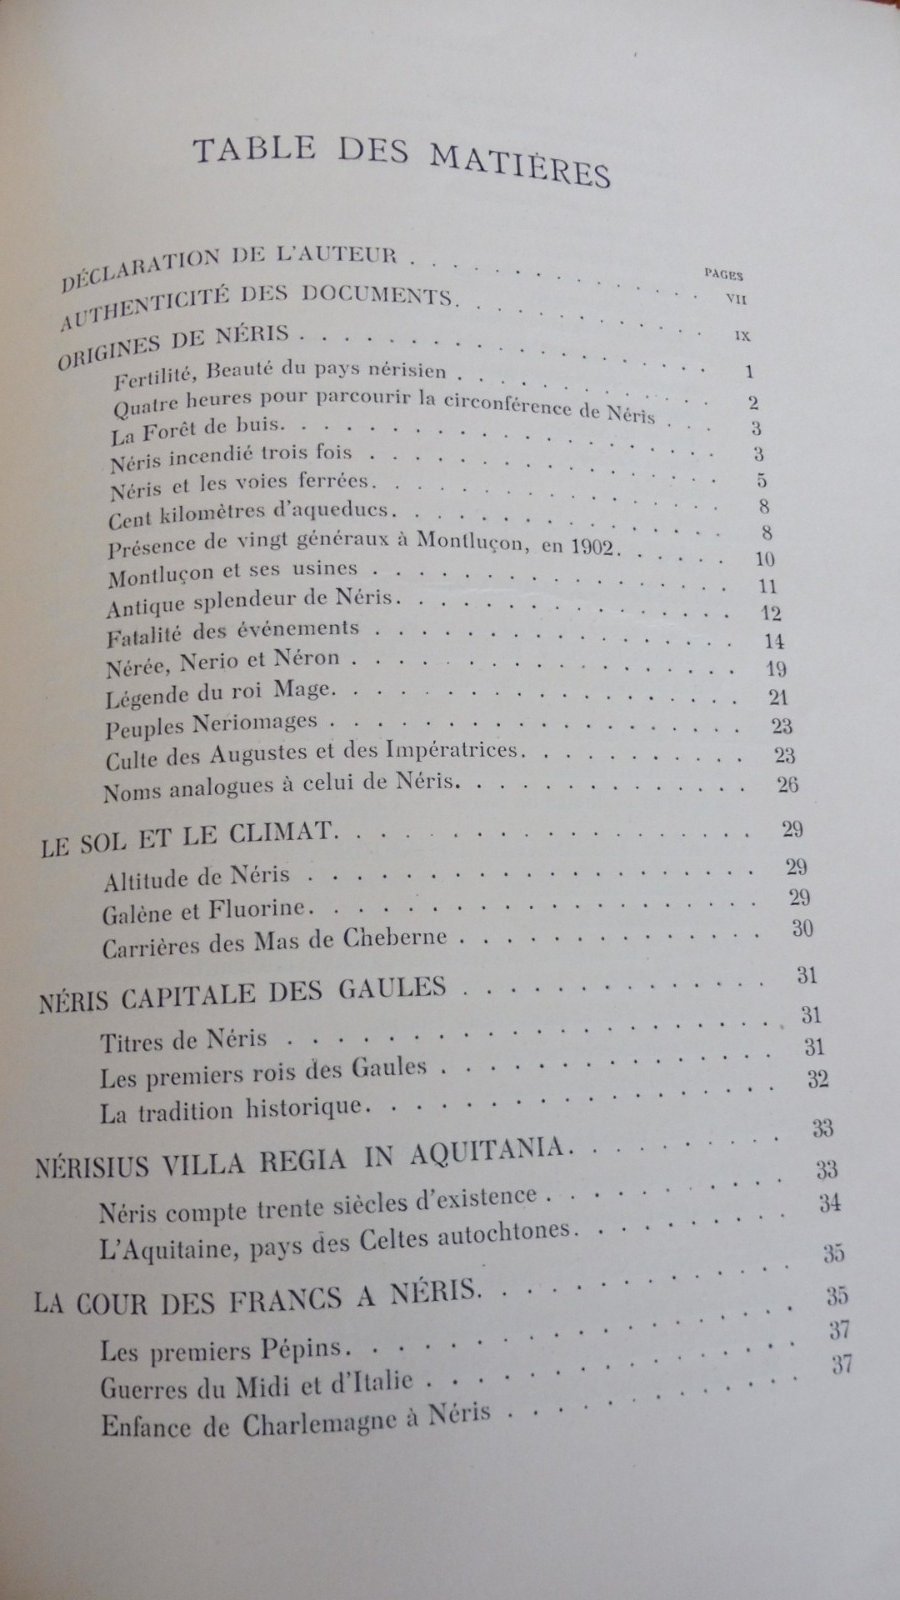 TABLE DES MATIÈRES
PAGES
DÉCLARATION DE L'AUTEUR . . . . . . . . . . . . VII
AUTHENTICITÉ DES DOCUMENTS. . . . . . . . . . . IX
ORIGINES DE NÉRIS . . . . . . . . . . . . . . . 1
Fertilité, Beauté du pays nérisien . . . . . . . . . . 2
Quatre heures pour parcourir la circonférence de Néris . . . 3
La Forêt de buis. . . . . . . . . . . . . . . . 3
Néris incendié trois fois . . . . . . . . . . . . . 5
Néris et les voies ferrées. . . . . . . . . . . . . 8
Cent kilomètres d'aqueducs. . . . . . . . . . . . 8
Présence de vingt généraux à Montluçon, en 1902. . . . . . 10
Montluçon et ses usines . . . . . . . . . . . . . 11
Antique splendeur de Néris. . . . . . . . . . . . . 12
Fatalité des événements . . . . . . . . . . . . . 14
Nérée, Nerio et Néron . . . . . . . . . . . . . . 19
Légende du roi Mage. . . . . . . . . . . . . . . 21
Peuples Neriomages . . . . . . . . . . . . . . . 23
Culte des Augustes et des Impératrices. . . . . . . . . 23
Noms analogues à celui de Néris. . . . . . . . . . . 26
LE SOL ET LE CLIMAT. . . . . . . . . . . . . . . 29
Altitude de Néris . . . . . . . . . . . . . . . . 29
Galène et Fluorine. . . . . . . . . . . . . . . . 29
Carrières des Mas de Cheberne . . . . . . . . . . . 30
NÉRIS CAPITALE DES GAULES . . . . . . . . . . . . 31
Titres de Néris . . . . . . . . . . . . . . . . . 31
Les premiers rois des Gaules . . . . . . . . . . . . 31
La tradition historique. . . . . . . . . . . . . . 32
NÉRISIUS VILLA REGIA IN AQUITANIA. . . . . . . . . 33
Néris compte trente siècles d'existence . . . . . . . . . 33
L'Aquitaine, pays des Celtes autochtones. . . . . . . . . 34
LA COUR DES FRANCS A NÉRIS. . . . . . . . . . . . 35
Les premiers Pépins. . . . . . . . . . . . . . . 35
Guerres du Midi et d'Italie . . . . . . . . . . . . . 37
Enfance de Charlemagne à Néris . . . . . . . . . . . 37